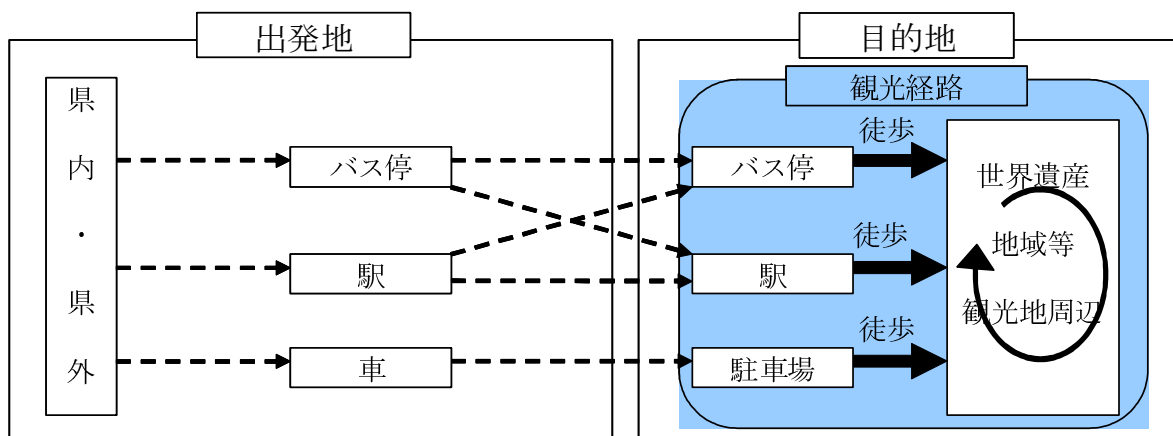 出発地
目的地
観光経路
県内・県外
バス停
駅
車
バス停
駅
駐車場
徒歩
徒歩
徒歩
世界遺産
地域等
観光地周辺